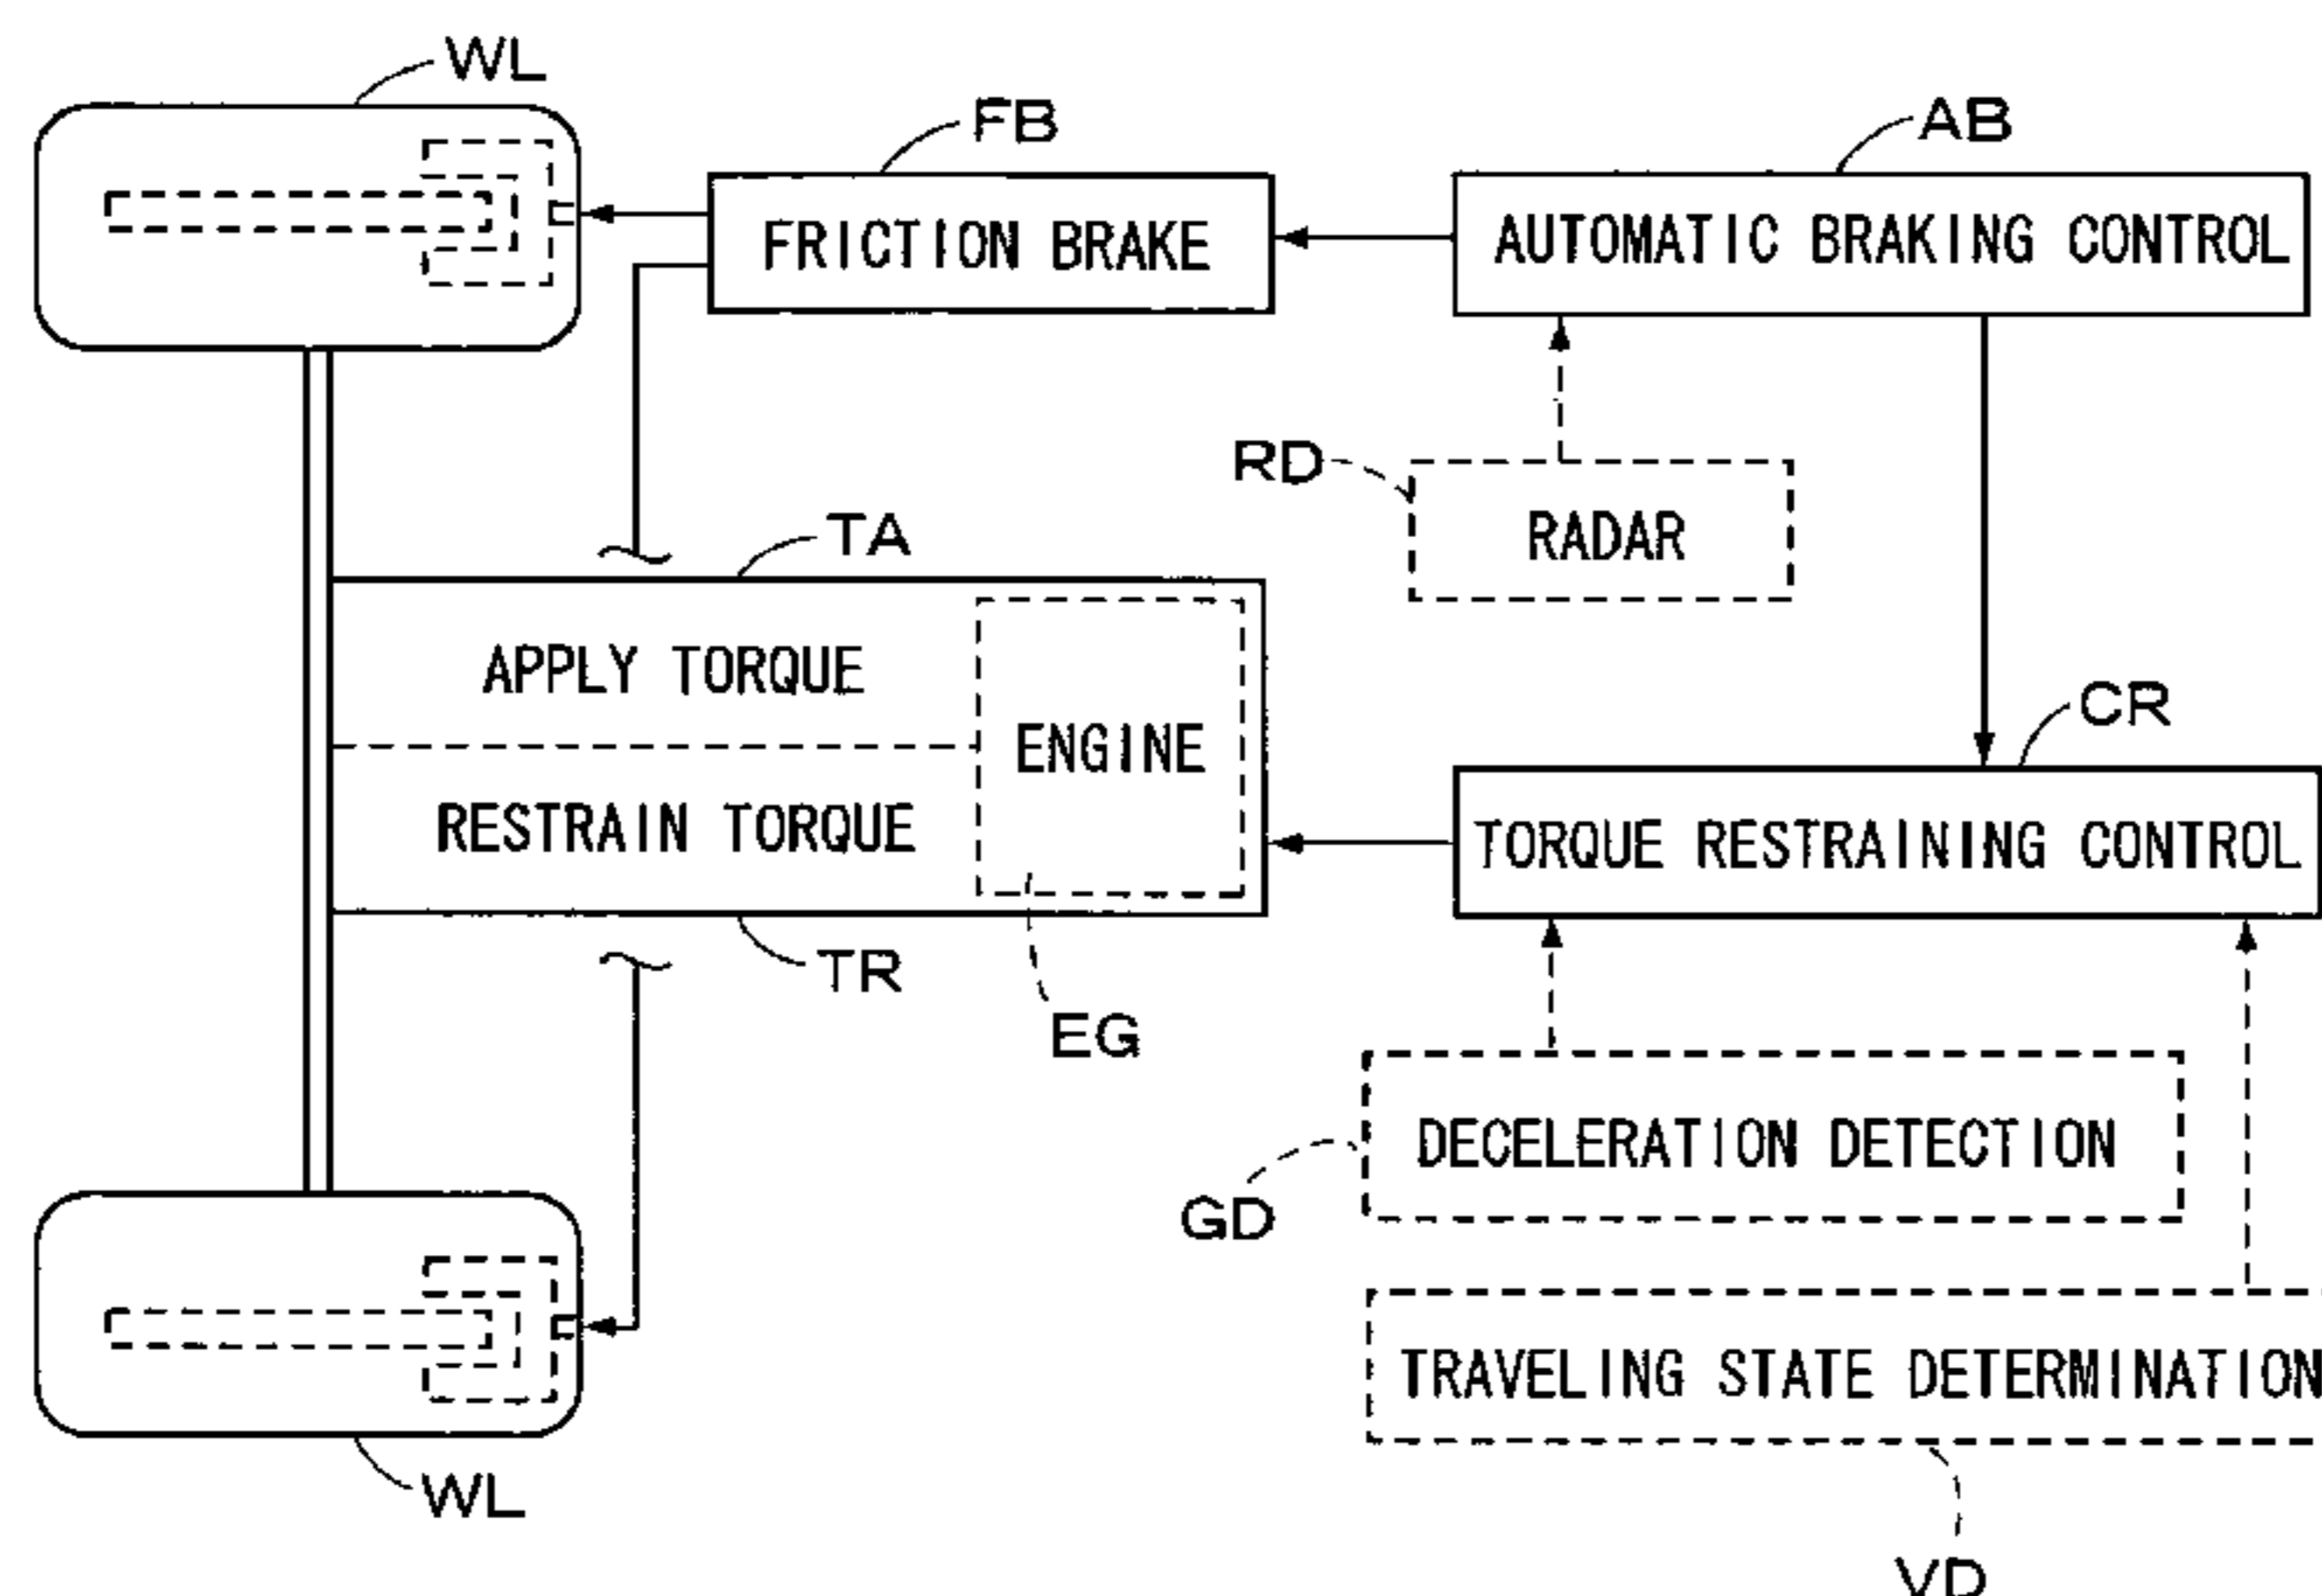 WL
FB
AB
FRICTION BRAKE
AUTOMATIC BRAKING CONTROL
RD
RADAR
TA
APPLY TORQUE
ENGINE
CR
RESTRAIN TORQUE
TORQUE RESTRAINING CONTROL
TR
EG
DECELERATION DETECTION
GD
TRAVELING STATE DETERMINATION
WL
VD